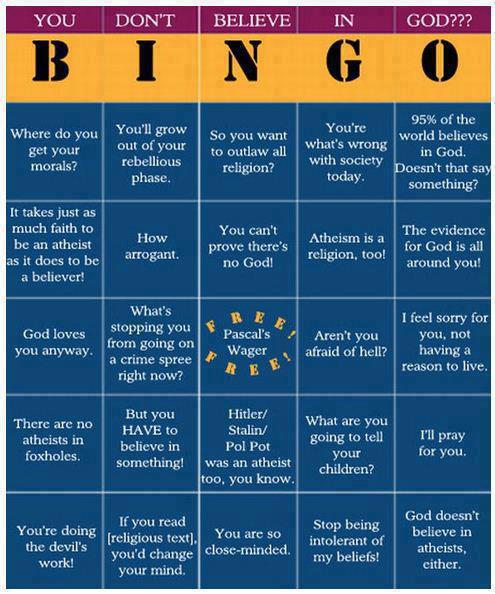 YOU DON'T BELIEVE IN GOD???
B I N G O
Where do you
get your
morals?
You'll grow
out of your
rebellious
phase.
So you want
to outlaw all
religion?
You're
what's wrong
with society
today.
95% of the
world believes
in God.
Doesn't that say
something?
It takes just as
much faith to
be an atheist
as it does to be
a believer!
How
arrogant.
You can't
prove there's
no God!
Atheism is a
religion, too!
The evidence
for God is all
around you!
God loves
you anyway.
What's
stopping you
from going on
a crime spree
right now?
FREE!
Pascal's
Wager
FREE!
Aren't you
afraid of hell?
I feel sorry for
you, not
having a
reason to live.
There are no
atheists in
foxholes.
But you
HAVE to
believe in
something!
Hitler/
Stalin/
Pol Pot
was an atheist
too, you know.
What are you
going to tell
your
children?
I'll pray
for you.
You're doing
the devil's
work!
If you read
[religious text],
you'd change
your mind.
You are so
close-minded.
Stop being
intolerant of
my beliefs!
God doesn't
believe in
atheists,
either.